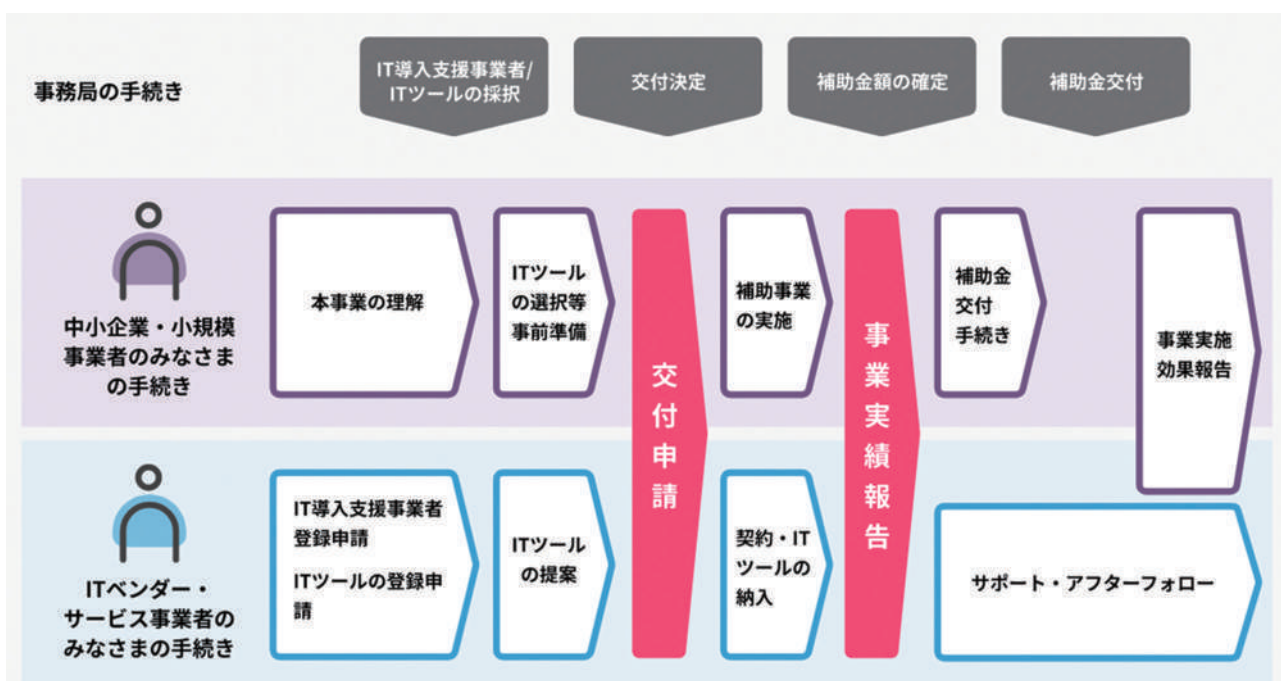 事務局の手続き
IT導入支援事業者/
ITツールの採択
交付決定
補助金額の確定
補助金交付
中小企業・小規模
事業者のみなさま
の手続き
本事業の理解
ITツール
の選択等
事前準備
交付申請
補助事業
の実施
事業実績報告
補助金
交付
手続き
事業実施
効果報告
ITベンダー・
サービス事業者の
みなさまの手続き
IT導入支援事業者
登録申請
ITツールの登録申
請
ITツール
の提案
契約・IT
ツールの
納入
サポート・アフターフォロー